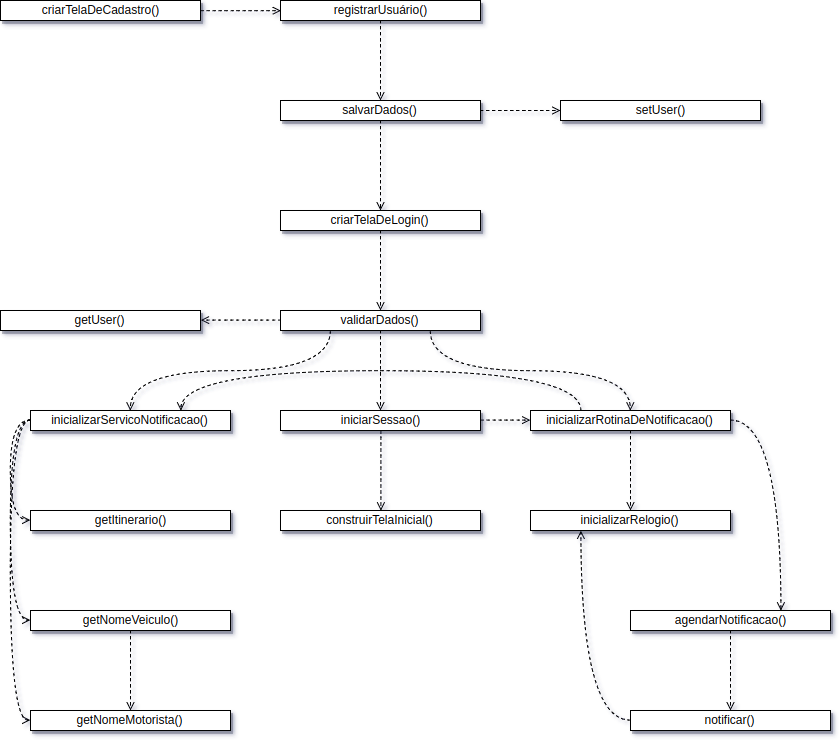 criarTelaDeCadastro()
registrarUsuário()
salvarDados()
setUser()
criarTelaDeLogin()
getUser()
validarDados()
inicializarServicoNotificacao()
iniciarSessao()
inicializarRotinaDeNotificacao()
getItinerario()
construirTelaInicial()
inicializarRelogio()
getNomeVeiculo()
agendarNotificacao()
getNomeMotorista()
notificar()